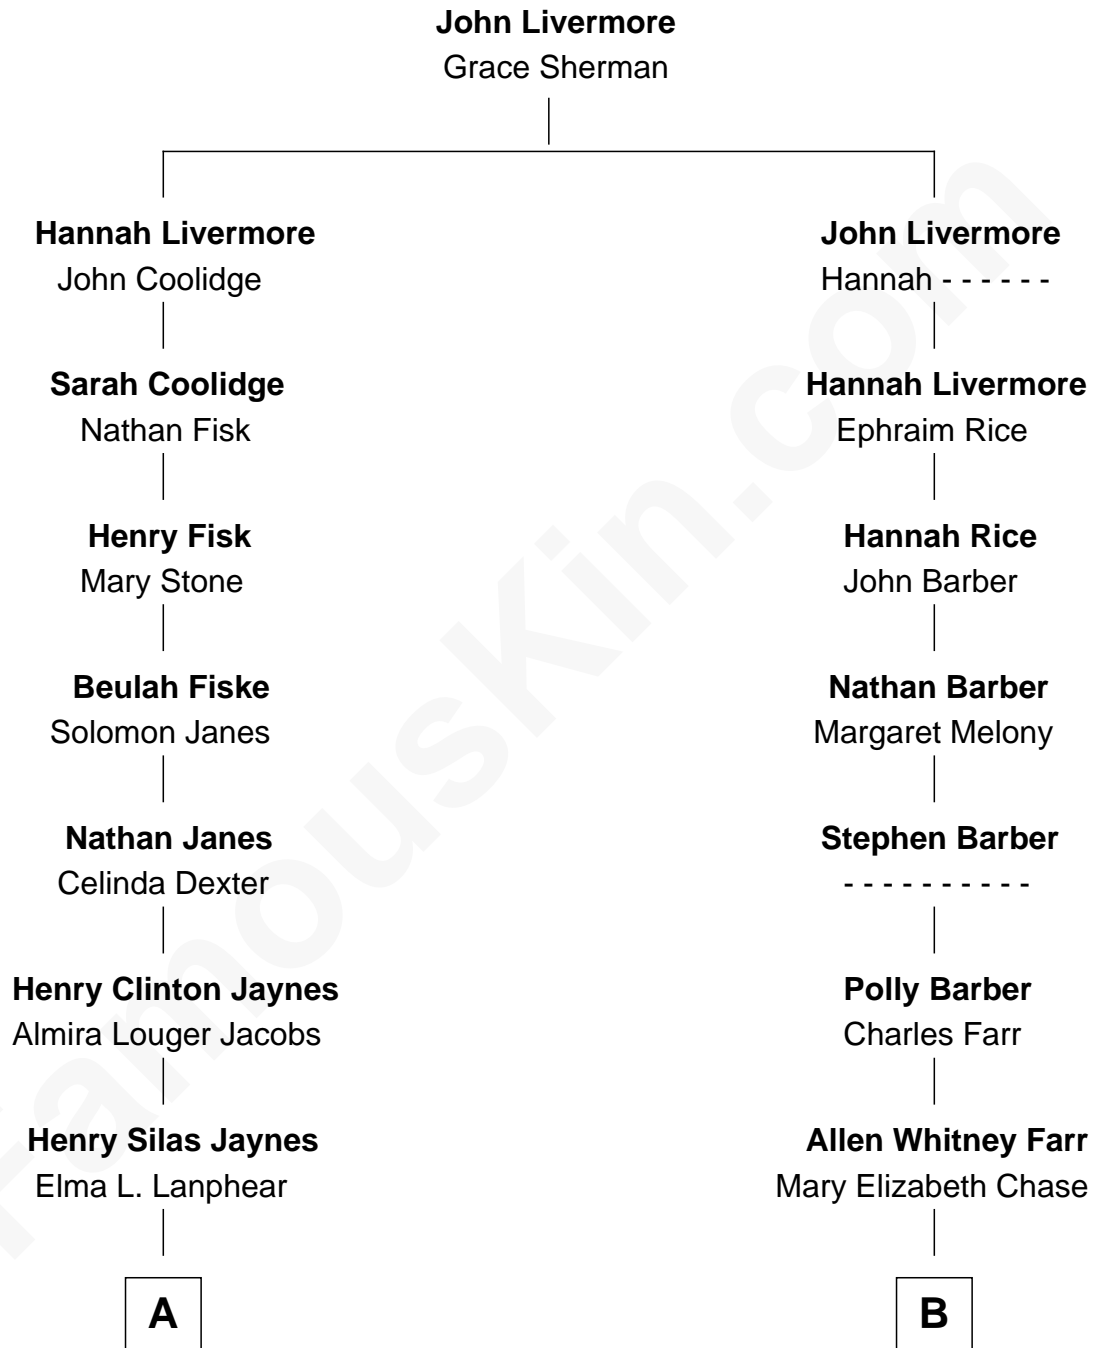 John Livermore
Grace Sherman
Hannah Livermore
John Coolidge
John Livermore
Hannah - - - - - -
Sarah Coolidge
Nathan Fisk
Hannah Livermore
Ephraim Rice
Henry Fisk
Mary Stone
Hannah Rice
John Barber
Beulah Fiske
Solomon Janes
Nathan Barber
Margaret Melony
Nathan Janes
Celinda Dexter
Stephen Barber
- - - - - - - - - -
Henry Clinton Jaynes
Almira Louger Jacobs
Polly Barber
Charles Farr
Henry Silas Jaynes
Elma L. Lanphear
Allen Whitney Farr
Mary Elizabeth Chase
A
B
FamousKin.com